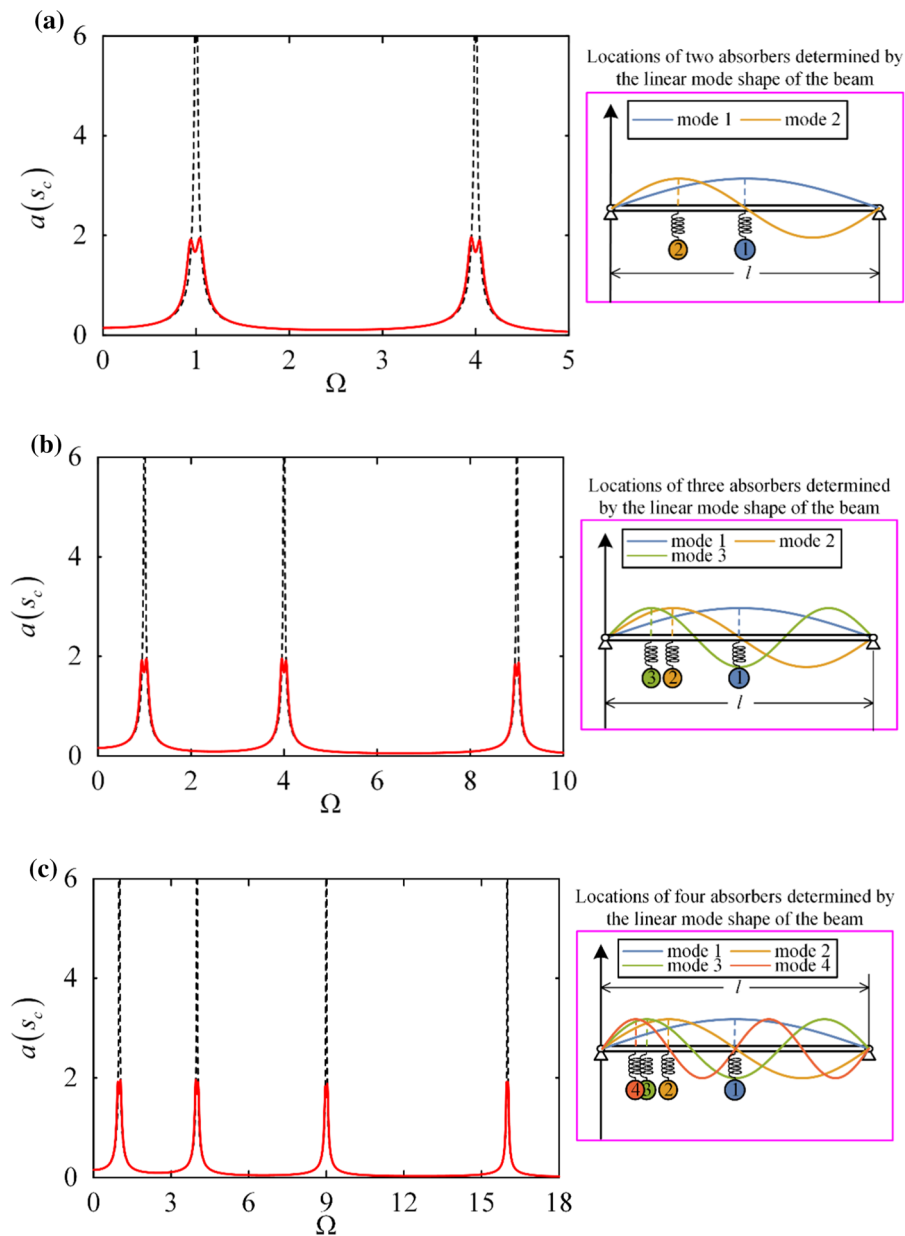 (a)
6
4
2
0
a(s_c)
0 1 2 3 4 5
Ω
Locations of two absorbers determined by
the linear mode shape of the beam
mode 1 mode 2
2 1
l
(b)
6
4
2
0
a(s_c)
0 2 4 6 8 10
Ω
Locations of three absorbers determined
by the linear mode shape of the beam
mode 1 mode 2
mode 3
3 2 1
l
(c)
6
4
2
0
a(s_c)
0 3 6 9 12 15 18
Ω
Locations of four absorbers determined by
the linear mode shape of the beam
mode 1 mode 2
mode 3 mode 4
l
4 3 2 1